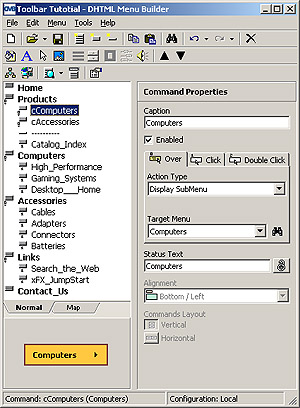 Toolbar Tutotial - DHTML Menu Builder
File Edit Menu Tools Help
Home
Products
cComputers
cAccessories
----------
Catalog_Index
Computers
High_Performance
Gaming_Systems
Desktop___Home
Accessories
Cables
Adapters
Connectors
Batteries
Links
Search_the_Web
xFX_JumpStart
Contact_Us
Normal Map
Computers
Command Properties
Caption
Computers
Enabled
Over Click Double Click
Action Type
Display SubMenu
Target Menu
Computers
Status Text
Computers
Alignment
Bottom / Left
Commands Layout
Vertical
Horizontal
Command: cComputers (Computers) Configuration: Local